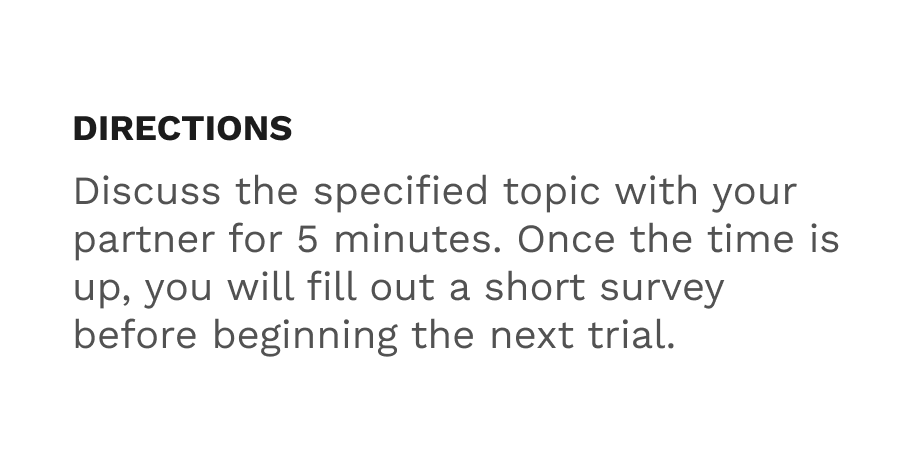 DIRECTIONS
Discuss the specified topic with your
partner for 5 minutes. Once the time is
up, you will fill out a short survey
before beginning the next trial.